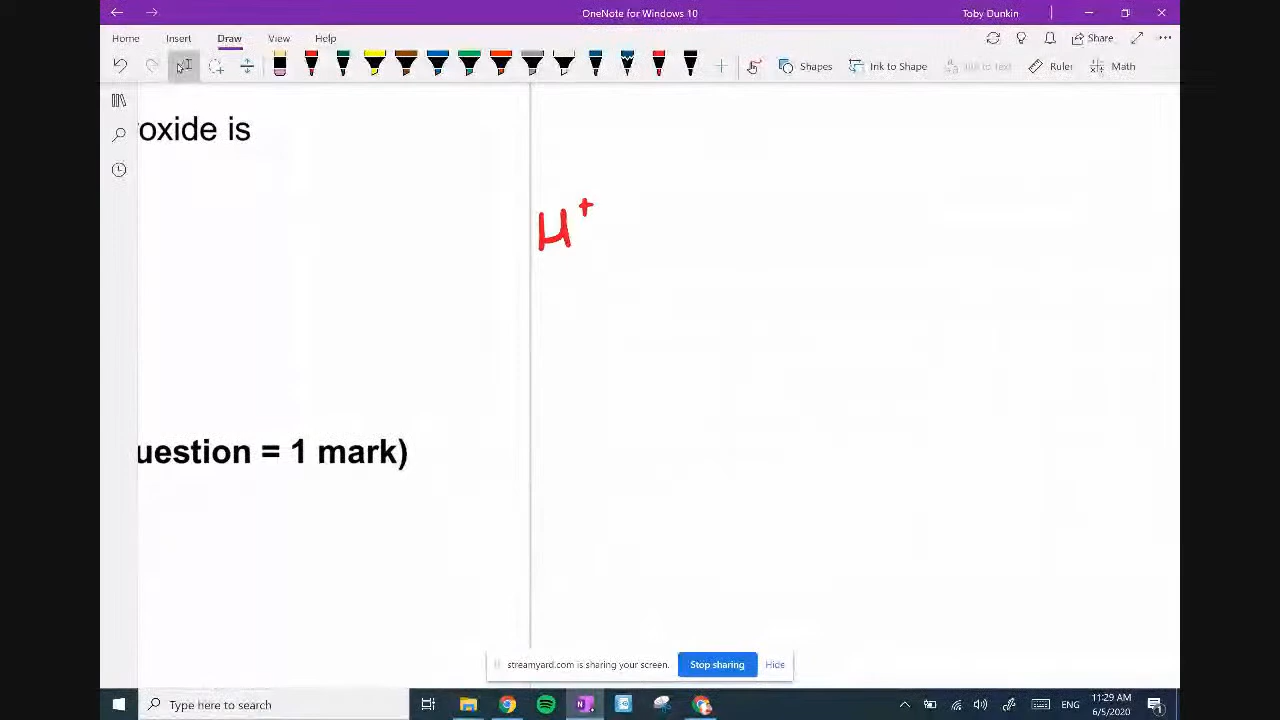 OneNote for Windows 10
Toby Dunkin
Home Insert Draw View Help
Share
Shapes Ink to Shape Ink to Text Ruler Math
oxide is
H+
uestion = 1 mark)
streamyard.com is sharing your screen. Stop sharing Hide
Type here to search
ENG
11:29 AM
6/5/2020